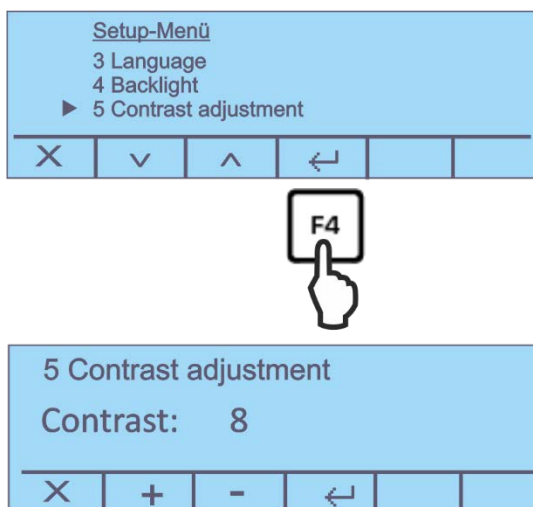 Setup-Menü
3 Language
4 Backlight
▶ 5 Contrast adjustment
X ∨ ∧ ↵
F4
5 Contrast adjustment
Contrast: 8
X + - ↵